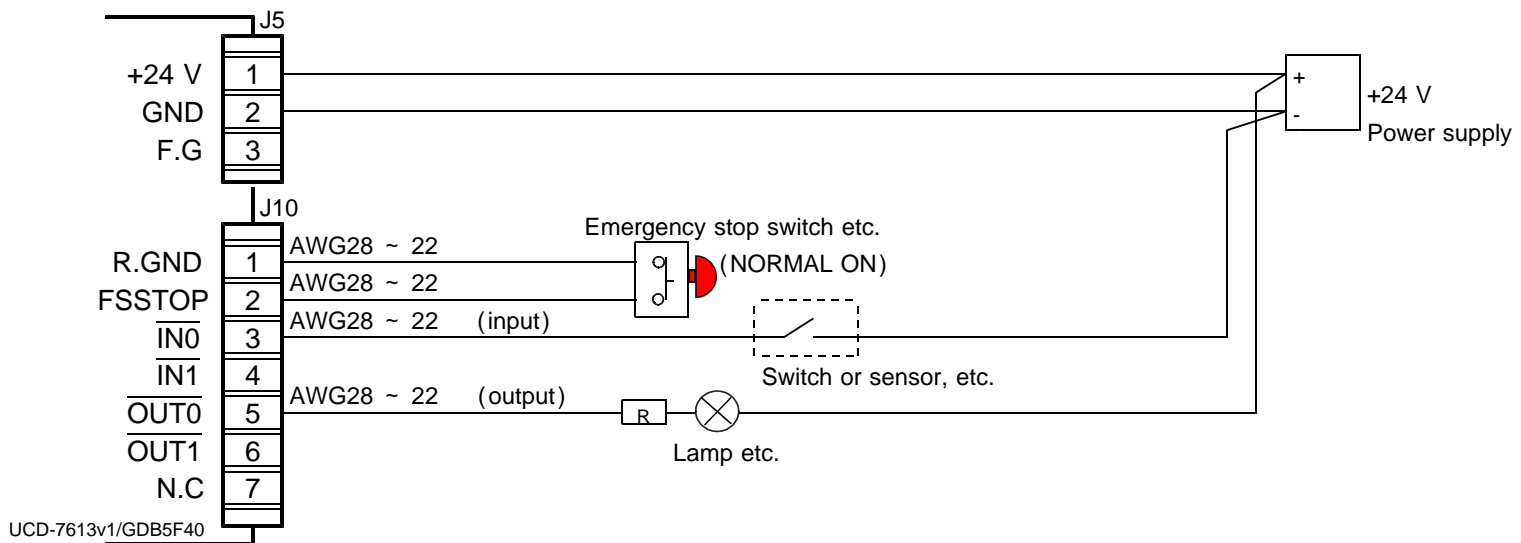 J5
+24 V 1
GND 2
F.G 3
+
-
+24 V
Power supply
J10
Emergency stop switch etc.
(NORMAL ON)
R.GND 1 AWG28 ~ 22
FSSTOP 2 AWG28 ~ 22
IN0 3 AWG28 ~ 22 (input)
Switch or sensor, etc.
IN1 4
OUT0 5 AWG28 ~ 22 (output)
R
Lamp etc.
OUT1 6
N.C 7
UCD-7613v1/GDB5F40